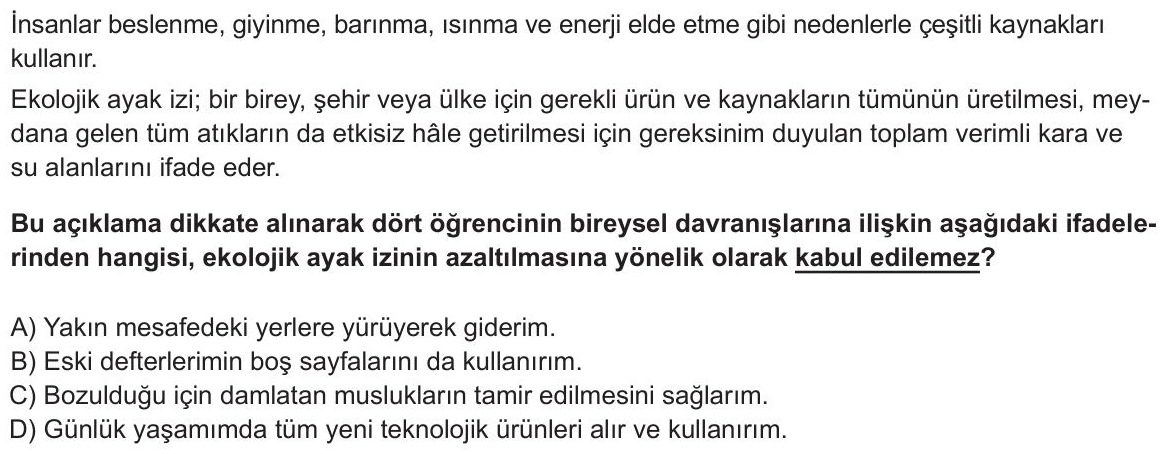 İnsanlar beslenme, giyinme, barınma, ısınma ve enerji elde etme gibi nedenlerle çeşitli kaynakları
kullanır.
Ekolojik ayak izi; bir birey, şehir veya ülke için gerekli ürün ve kaynakların tümünün üretilmesi, mey-
dana gelen tüm atıkların da etkisiz hâle getirilmesi için gereksinim duyulan toplam verimli kara ve
su alanlarını ifade eder.
Bu açıklama dikkate alınarak dört öğrencinin bireysel davranışlarına ilişkin aşağıdaki ifadele-
rinden hangisi, ekolojik ayak izinin azaltılmasına yönelik olarak kabul edilemez?
A) Yakın mesafedeki yerlere yürüyerek giderim.
B) Eski defterlerimin boş sayfalarını da kullanırım.
C) Bozulduğu için damlatan muslukların tamir edilmesini sağlarım.
D) Günlük yaşamımda tüm yeni teknolojik ürünleri alır ve kullanırım.